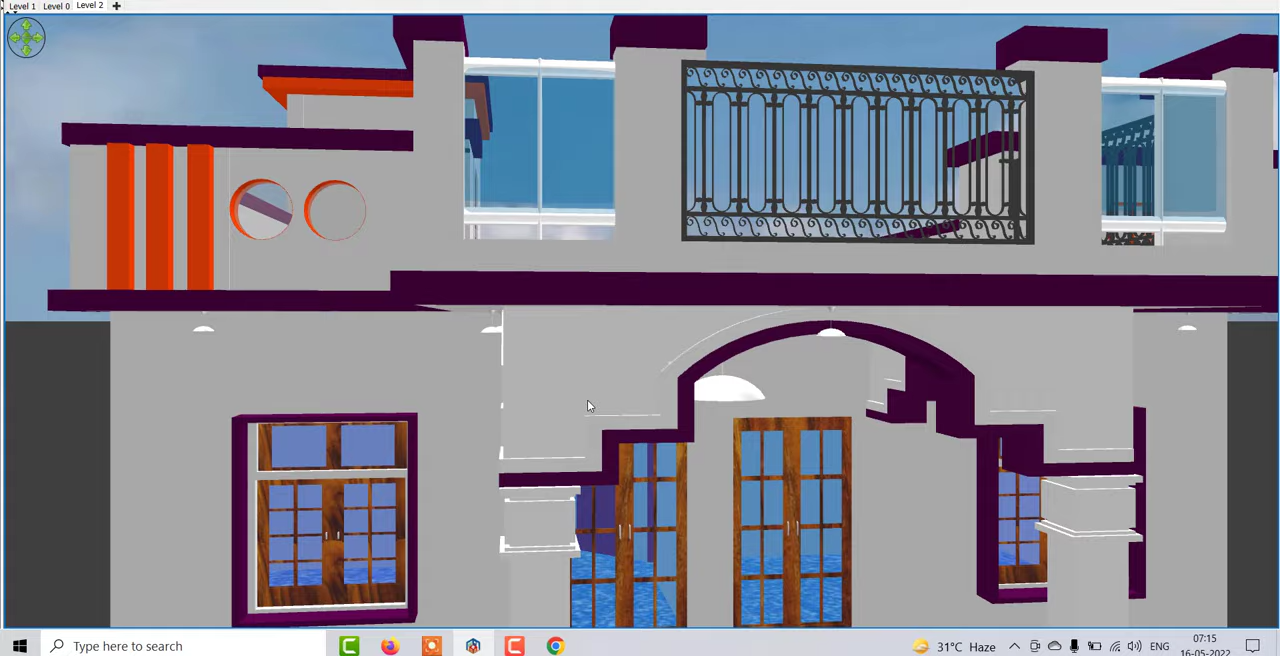 Level 1 Level 0 Level 2
Type here to search
31°C Haze
ENG
07:15
16-05-2022